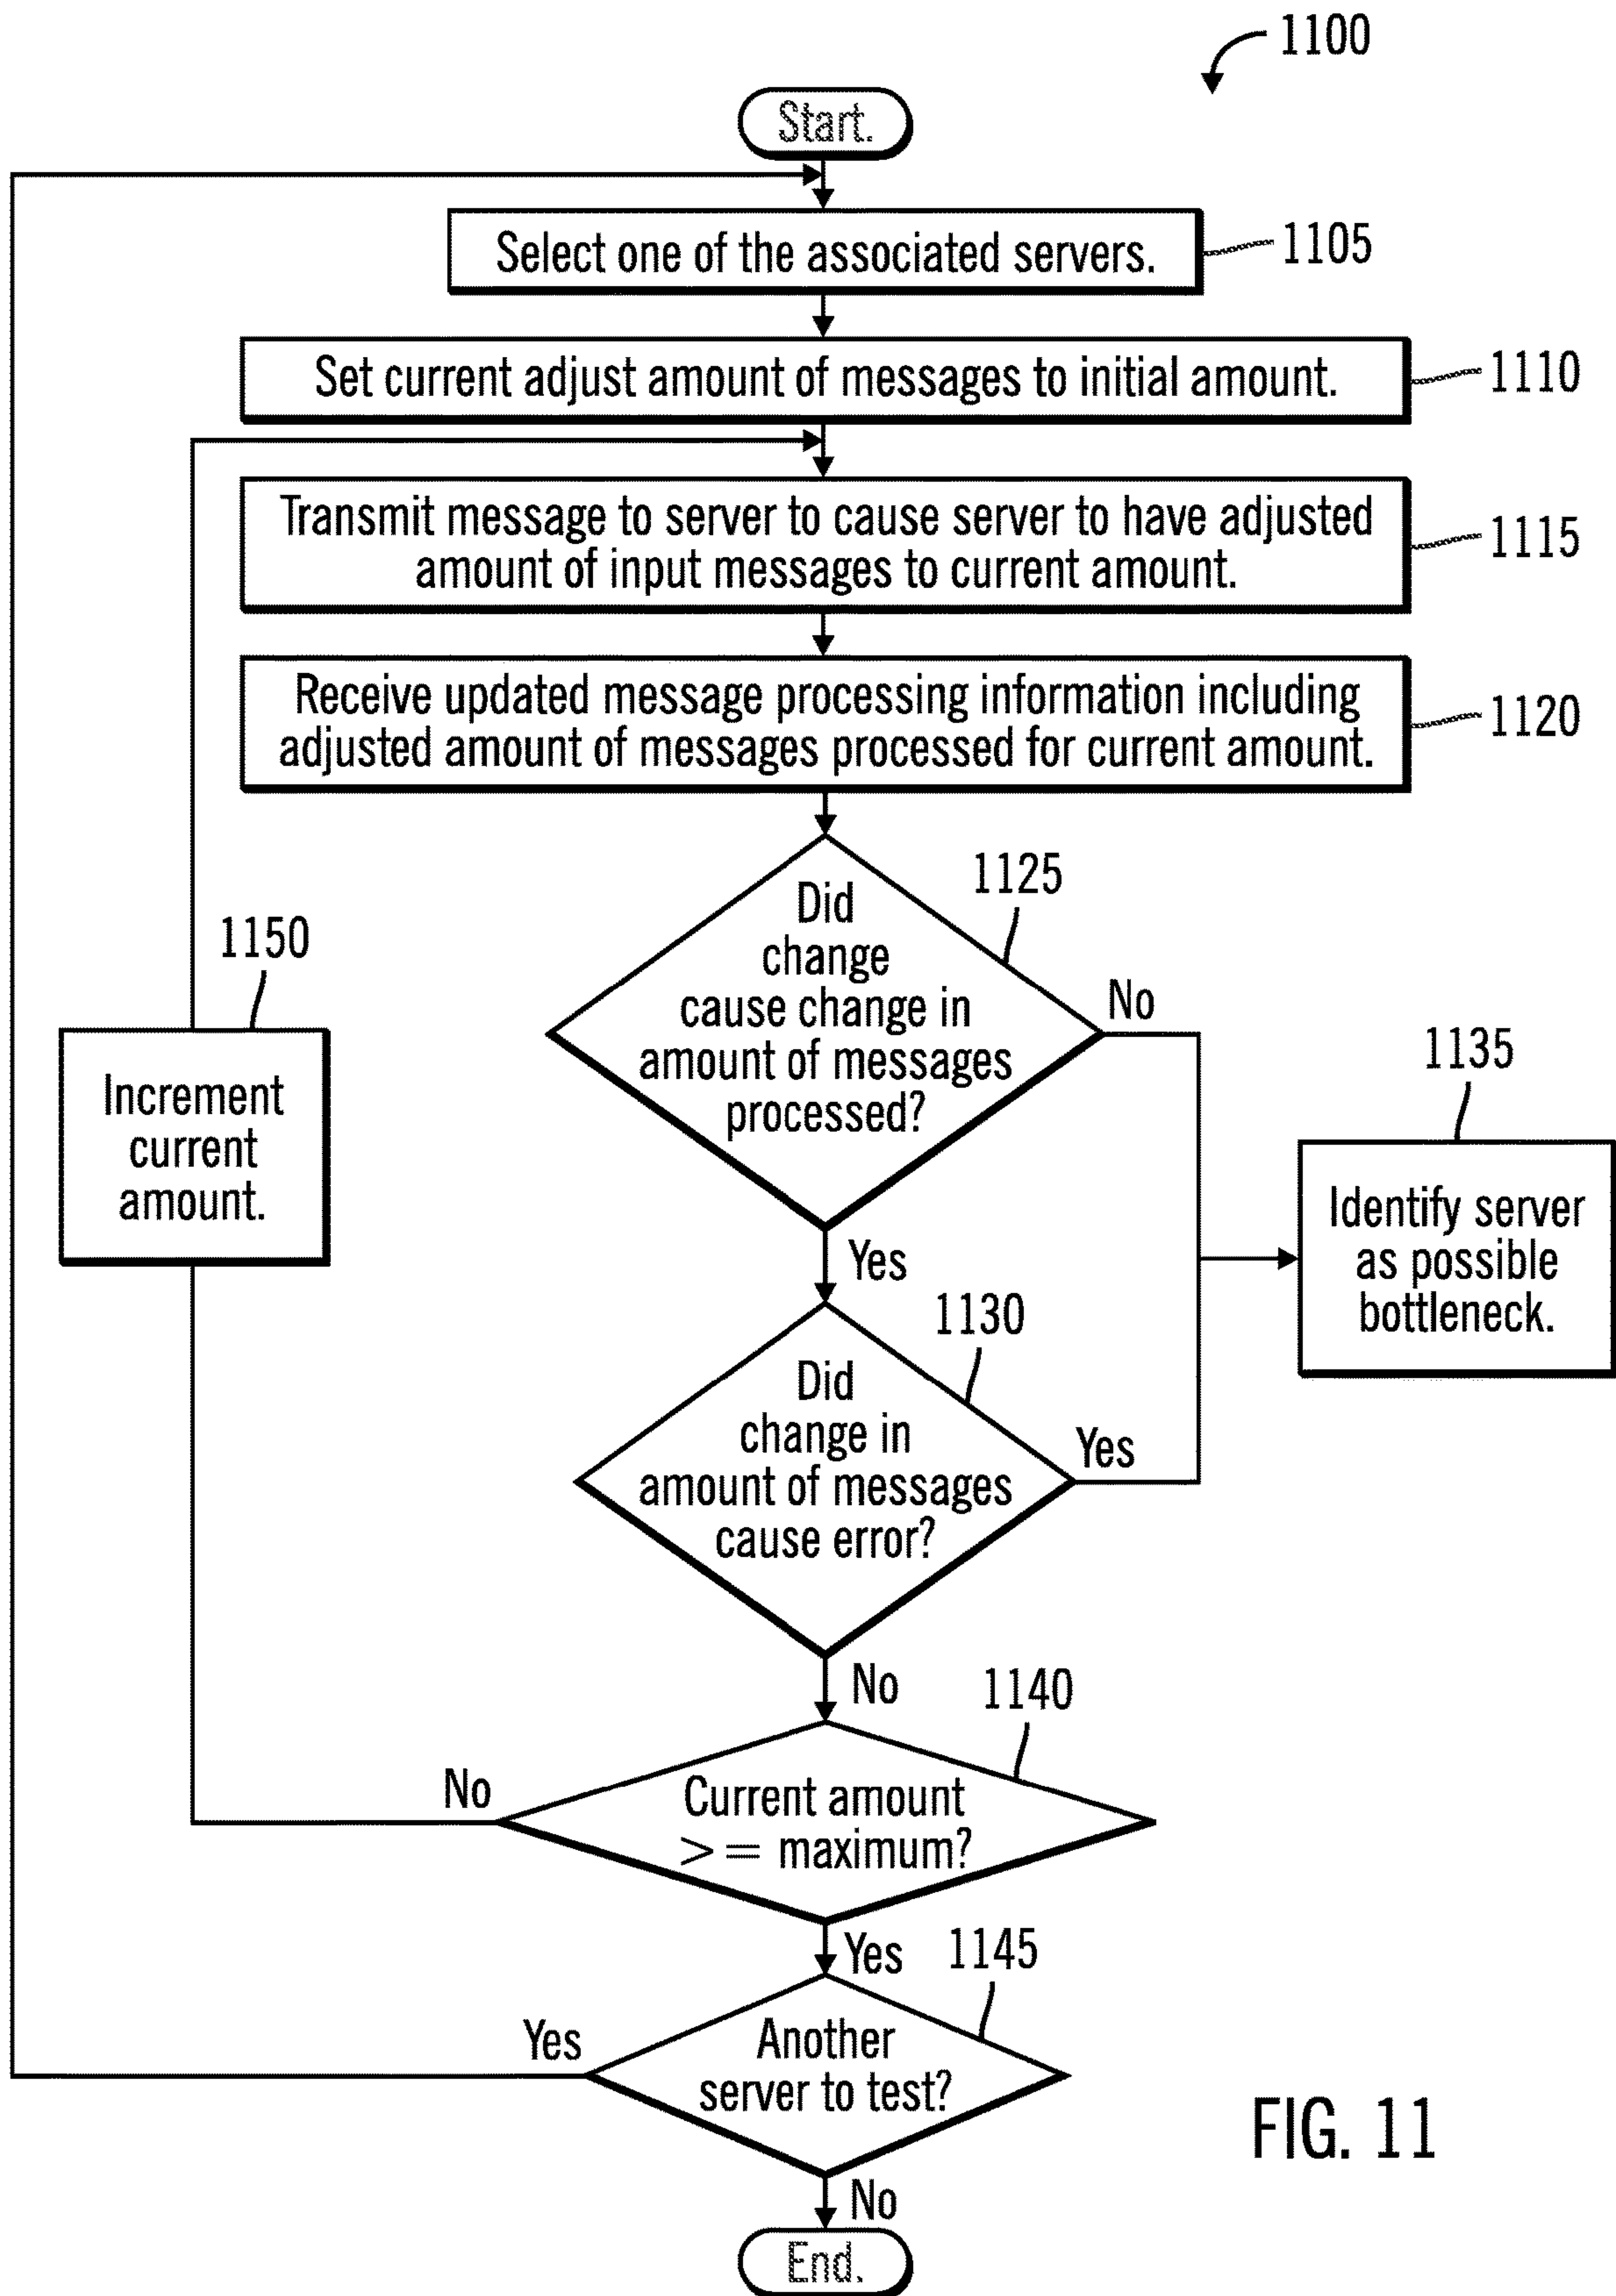 1100
Start.
Select one of the associated servers.
1105
Set current adjust amount of messages to initial amount.
1110
Transmit message to server to cause server to have adjusted
amount of input messages to current amount.
1115
Receive updated message processing information including
adjusted amount of messages processed for current amount.
1120
Did
change
cause change in
amount of messages
processed?
1125
No
Yes
1150
Increment
current
amount.
1135
Identify server
as possible
bottleneck.
1130
Did
change in
amount of messages
cause error?
Yes
No
1140
Current amount
>= maximum?
No
Yes
1145
Another
server to test?
Yes
No
End.
FIG. 11